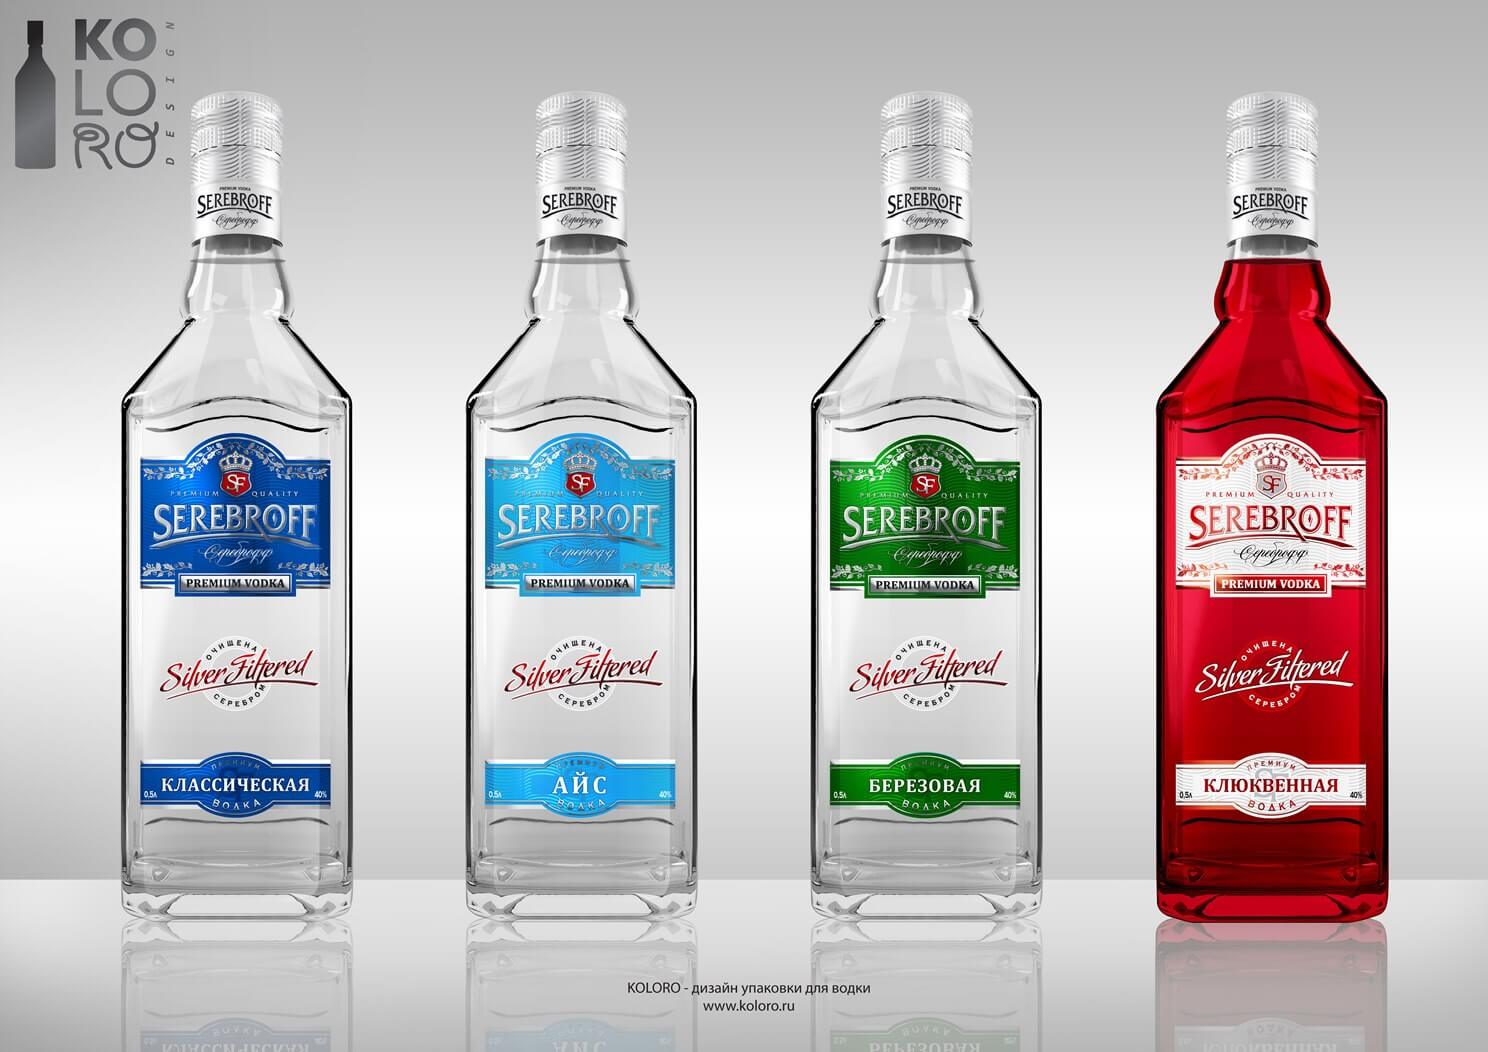 KO
LO
RO
DESIGN
PREMIUM VODKA
SEREBROFF
Сереброфф
PREMIUM QUALITY
SF
SEREBROFF
Сереброфф
PREMIUM VODKA
ОЧИЩЕНА
Silver Filtered
СЕРЕБРОМ
ПРЕМИУМ
КЛАССИЧЕСКАЯ
0,5л 40%
ВОДКА
PREMIUM VODKA
SEREBROFF
Сереброфф
PREMIUM QUALITY
SF
SEREBROFF
Сереброфф
PREMIUM VODKA
ОЧИЩЕНА
Silver Filtered
СЕРЕБРОМ
ПРЕМИУМ
АЙС
0,5л 40%
ВОДКА
PREMIUM VODKA
SEREBROFF
Сереброфф
PREMIUM QUALITY
SF
SEREBROFF
Сереброфф
PREMIUM VODKA
ОЧИЩЕНА
Silver Filtered
СЕРЕБРОМ
ПРЕМИУМ
БЕРЕЗОВАЯ
0,5л 40%
ВОДКА
PREMIUM VODKA
SEREBROFF
Сереброфф
PREMIUM QUALITY
SF
SEREBROFF
Сереброфф
PREMIUM VODKA
ОЧИЩЕНА
Silver Filtered
СЕРЕБРОМ
ПРЕМИУМ
КЛЮКВЕННАЯ
0,5л 40%
ВОДКА
KOLORO - дизайн упаковки для водки
www.koloro.ru